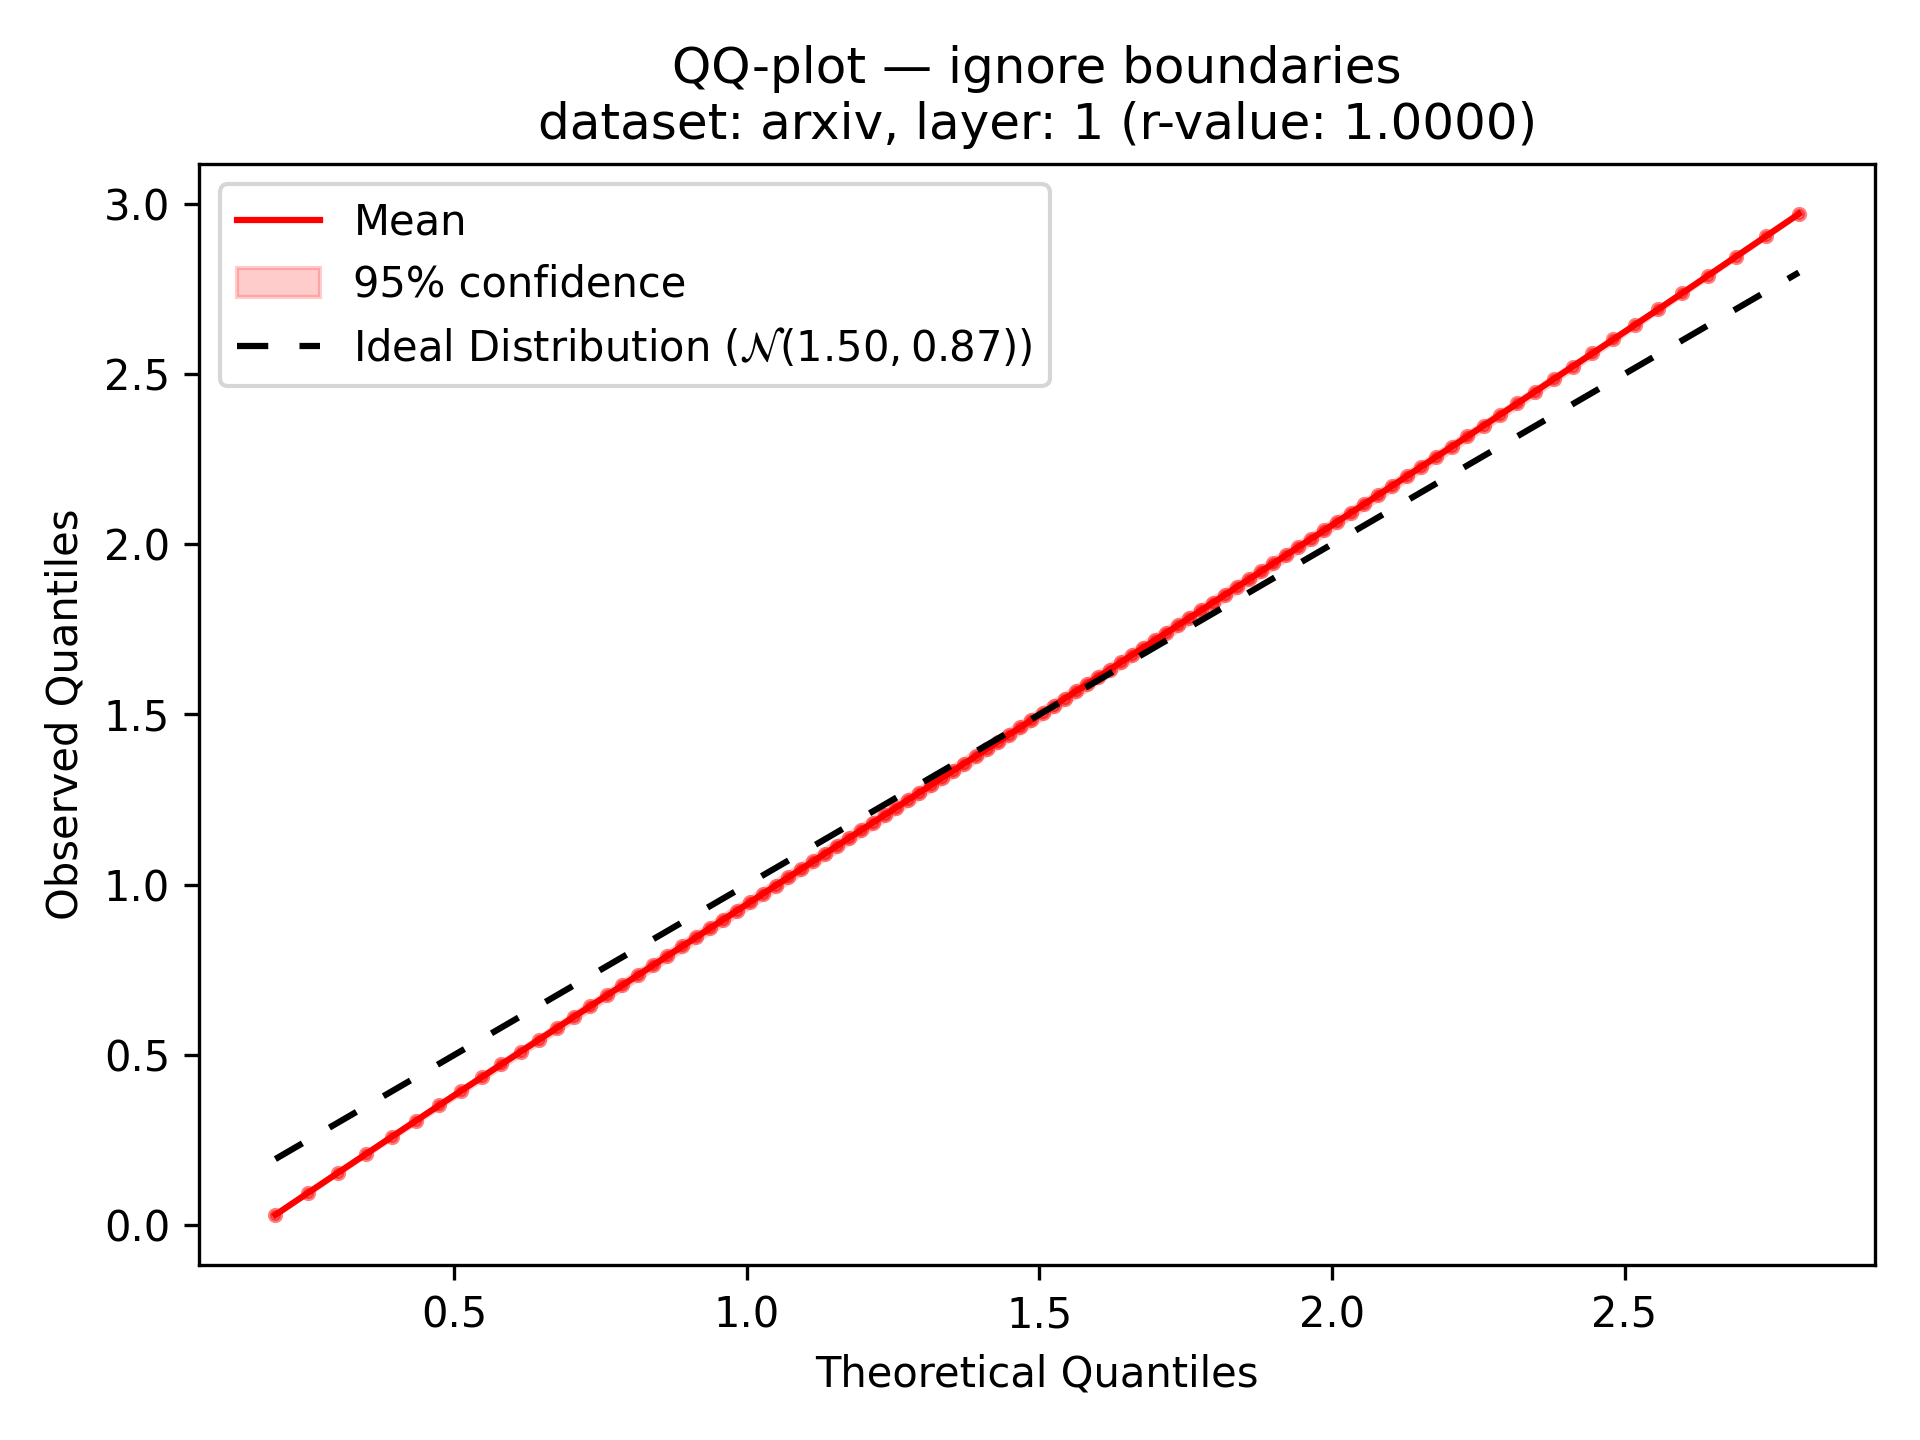 QQ-plot — ignore boundaries
dataset: arxiv, layer: 1 (r-value: 1.0000)
Mean
95% confidence
Ideal Distribution (𝒩(1.50, 0.87))
3.0
2.5
2.0
1.5
1.0
0.5
0.0
Observed Quantiles
0.5
1.0
1.5
2.0
2.5
Theoretical Quantiles